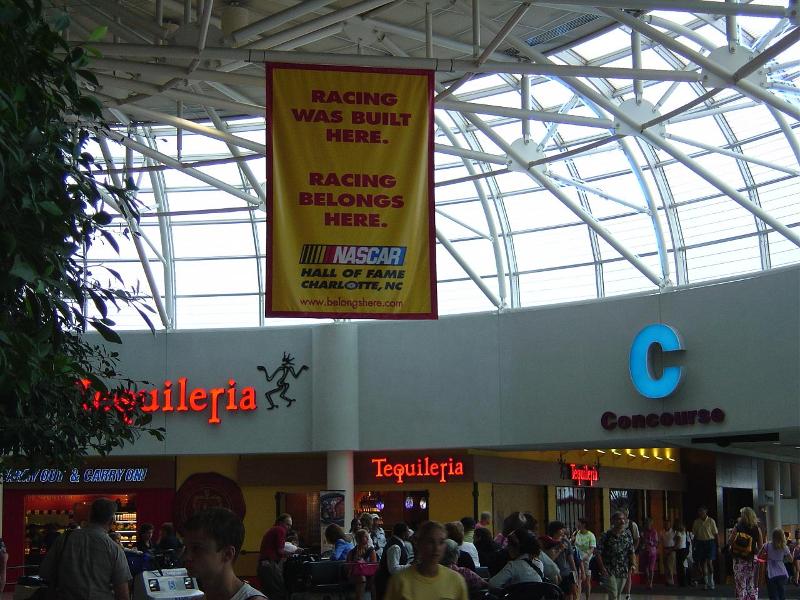 RACING
WAS BUILT
HERE.
RACING
BELONGS
HERE.
NASCAR
HALL OF FAME
CHARLOTTE, NC
www.belongshere.com
C
Concourse
Tequileria
Tequileria
Tequileria
OUT & CARRY ON!